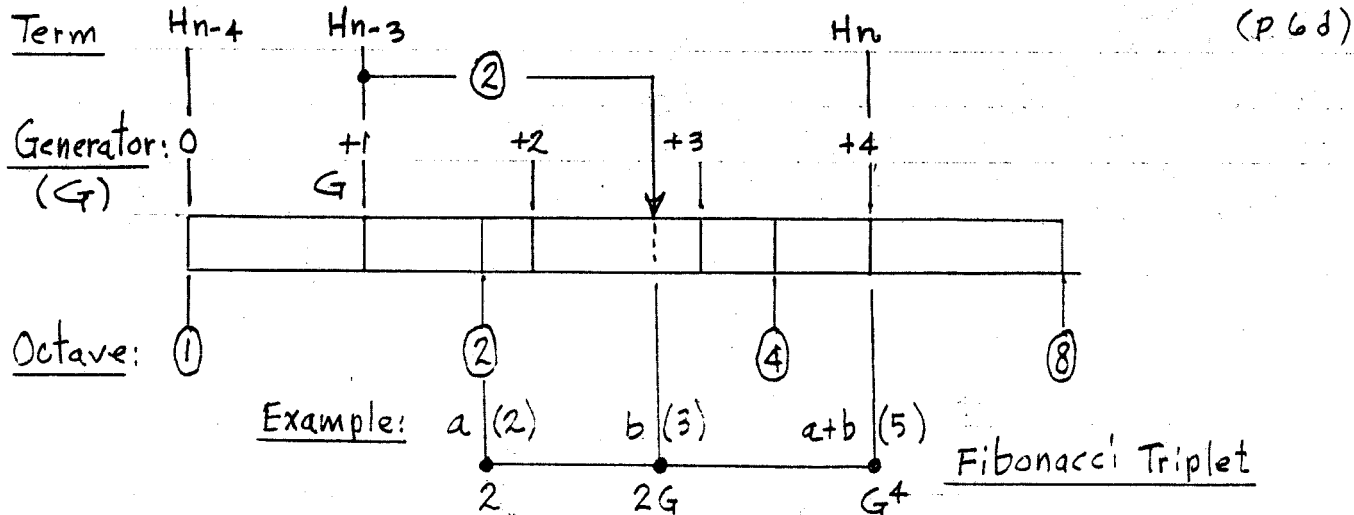 Term Hn-4 Hn-3 Hn (p. 6d)
②
Generator: 0 +1 +2 +3 +4
(G) G
Octave: ① ② ④ ⑧
Example: a (2) b (3) a+b (5)
Fibonacci Triplet
2 2G G⁴